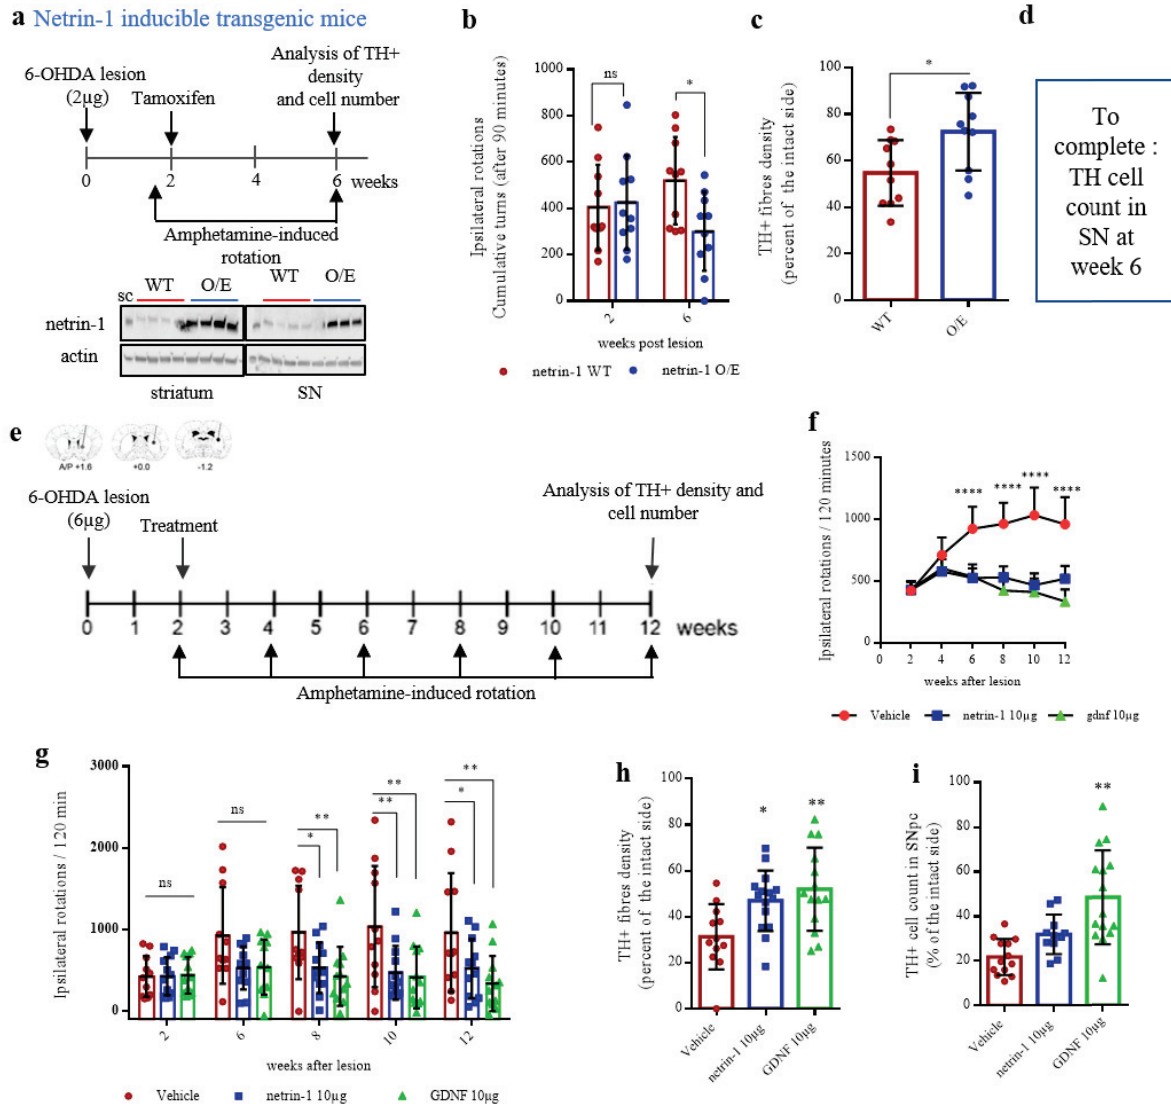 a Netrin-1 inducible transgenic mice
6-OHDA lesion
(2µg)
Tamoxifen
Analysis of TH+
density
and cell number
0
2
4
6 weeks
Amphetamine-induced
rotation
sc WT O/E WT O/E
netrin-1
actin
striatum SN
b
Ipsilateral rotations
Cumulative turns (after 90 minutes)
1000
800
600
400
200
0
ns
*
2 6
weeks post lesion
netrin-1 WT netrin-1 O/E
c
TH+ fibres density
(percent of the intact side)
100
80
60
40
20
0
*
WT O/E
d
To
complete :
TH cell
count in
SN at
week 6
e
A/P +1.6 +0.0 -1.2
6-OHDA lesion
(6µg)
Treatment
Analysis of TH+ density and
cell number
0 1 2 3 4 5 6 7 8 9 10 11 12 weeks
Amphetamine-induced rotation
f
Ipsilateral rotations / 120 minutes
1500
1000
500
0
**** **** **** ****
0 2 4 6 8 10 12
weeks after lesion
Vehicle netrin-1 10µg gdnf 10µg
g
Ipsilateral rotations / 120 min
3000
2000
1000
0
ns
ns
**
*
**
**
**
*
2 6 8 10 12
weeks after lesion
Vehicle netrin-1 10µg GDNF 10µg
h
TH+ fibres density
(percent of the intact side)
100
80
60
40
20
0
* **
Vehicle netrin-1 10µg GDNF 10µg
i
TH+ cell count in SNpc
(% of the intact side)
100
80
60
40
20
0
**
Vehicle netrin-1 10µg GDNF 10µg